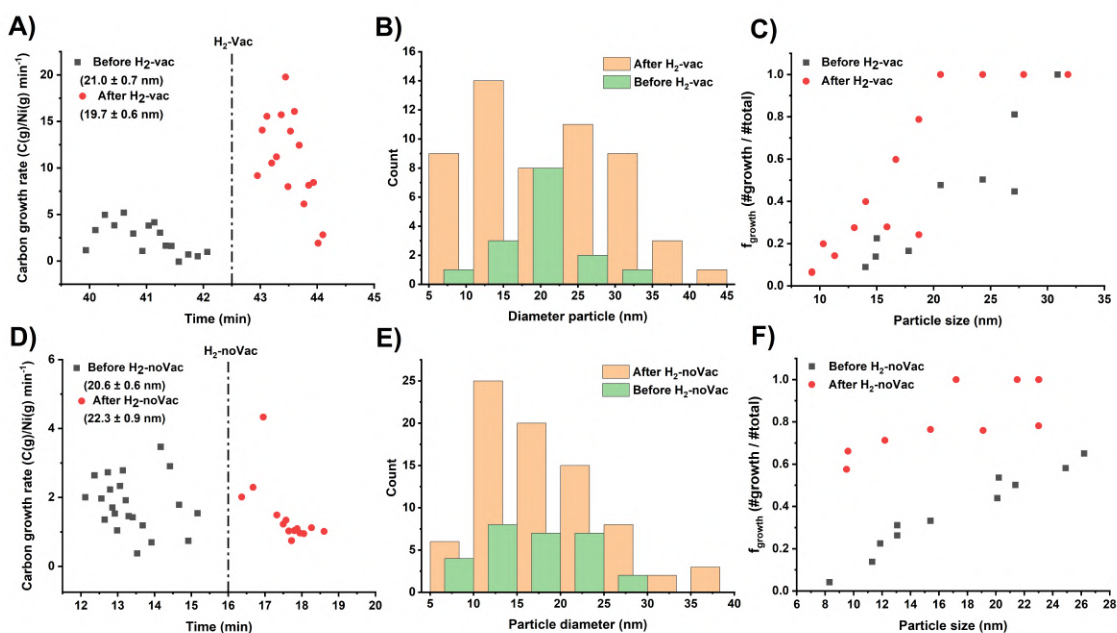 A)
H2-Vac
Carbon growth rate (C(g)/Ni(g) min-1)
20
15
10
5
0
Before H2-vac
(21.0 ± 0.7 nm)
After H2-vac
(19.7 ± 0.6 nm)
40 41 42 43 44 45
Time (min)
B)
Count
16
14
12
10
8
6
4
2
0
After H2-vac
Before H2-vac
5 10 15 20 25 30 35 40 45
Diameter particle (nm)
C)
fgrowth (#growth / #total)
1.0
0.8
0.6
0.4
0.2
0.0
Before H2-vac
After H2-vac
10 15 20 25 30 35
Particle size (nm)
D)
H2-noVac
Carbon growth rate (C(g)/Ni(g) min-1)
6
4
2
0
Before H2-noVac
(20.6 ± 0.6 nm)
After H2-noVac
(22.3 ± 0.9 nm)
12 13 14 15 16 17 18 19 20
Time (min)
E)
Count
25
20
15
10
5
0
After H2-noVac
Before H2-noVac
5 10 15 20 25 30 35 40
Particle diameter (nm)
F)
fgrowth (#growth / #total)
1.0
0.8
0.6
0.4
0.2
0.0
Before H2-noVac
After H2-noVac
6 8 10 12 14 16 18 20 22 24 26 28
Particle size (nm)